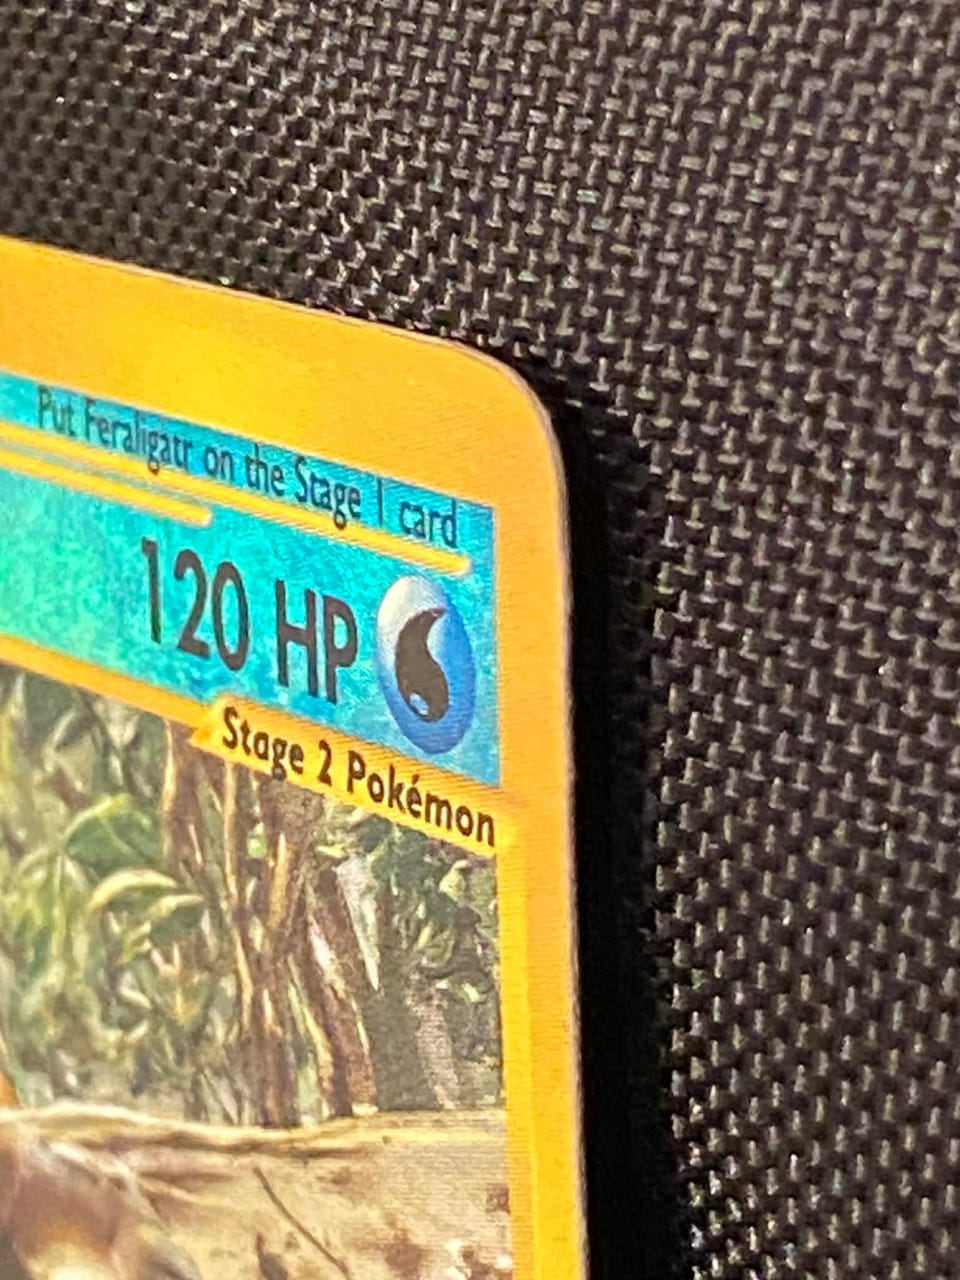 Put Feraligatr on the Stage 1 card
120 HP
Stage 2 Pokémon